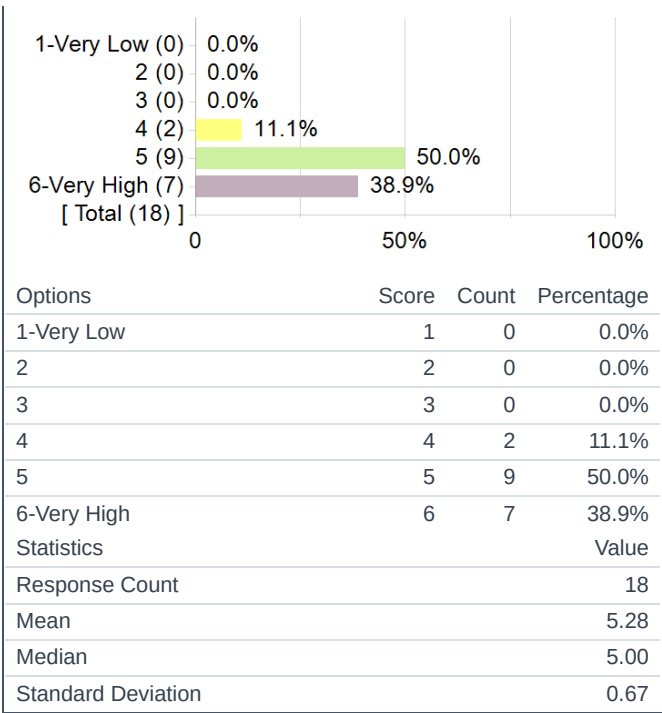 1-Very Low (0) 0.0%
2 (0) 0.0%
3 (0) 0.0%
4 (2) 11.1%
5 (9) 50.0%
6-Very High (7) 38.9%
[ Total (18) ]
0 50% 100%
Options Score Count Percentage
1-Very Low 1 0 0.0%
2 2 0 0.0%
3 3 0 0.0%
4 4 2 11.1%
5 5 9 50.0%
6-Very High 6 7 38.9%
Statistics Value
Response Count 18
Mean 5.28
Median 5.00
Standard Deviation 0.67